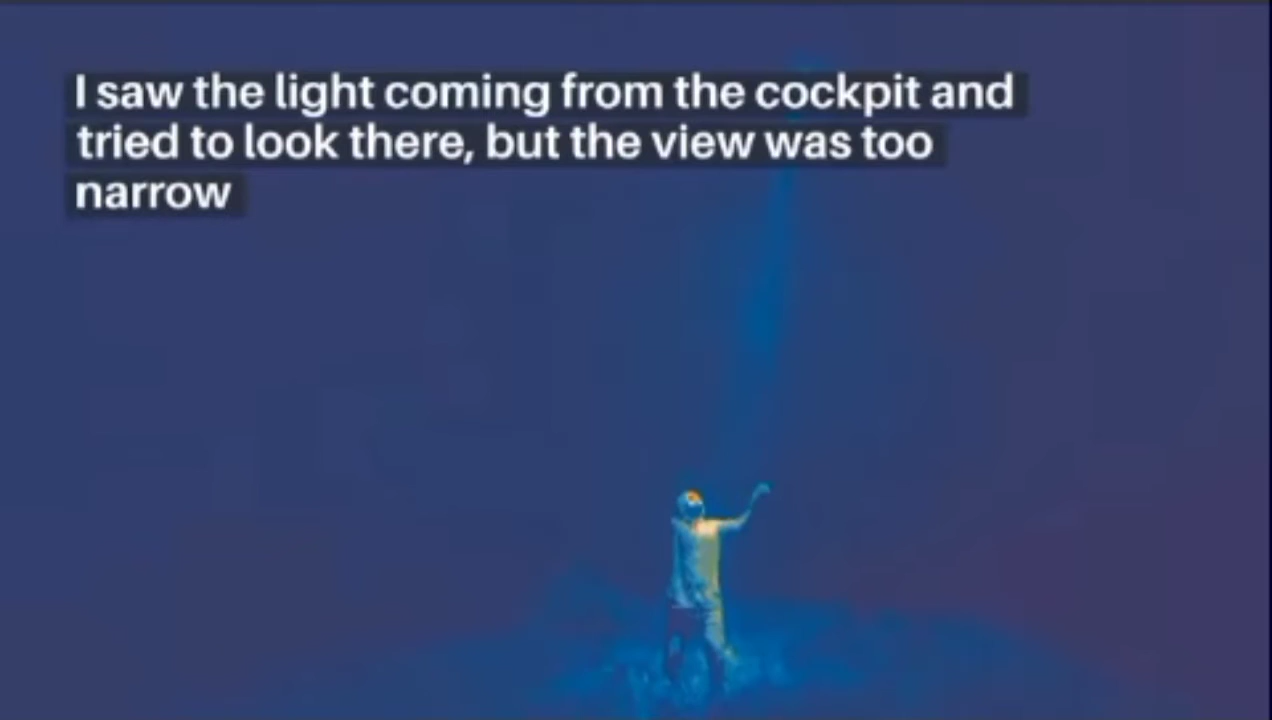 I saw the light coming from the cockpit and
tried to look there, but the view was too
narrow